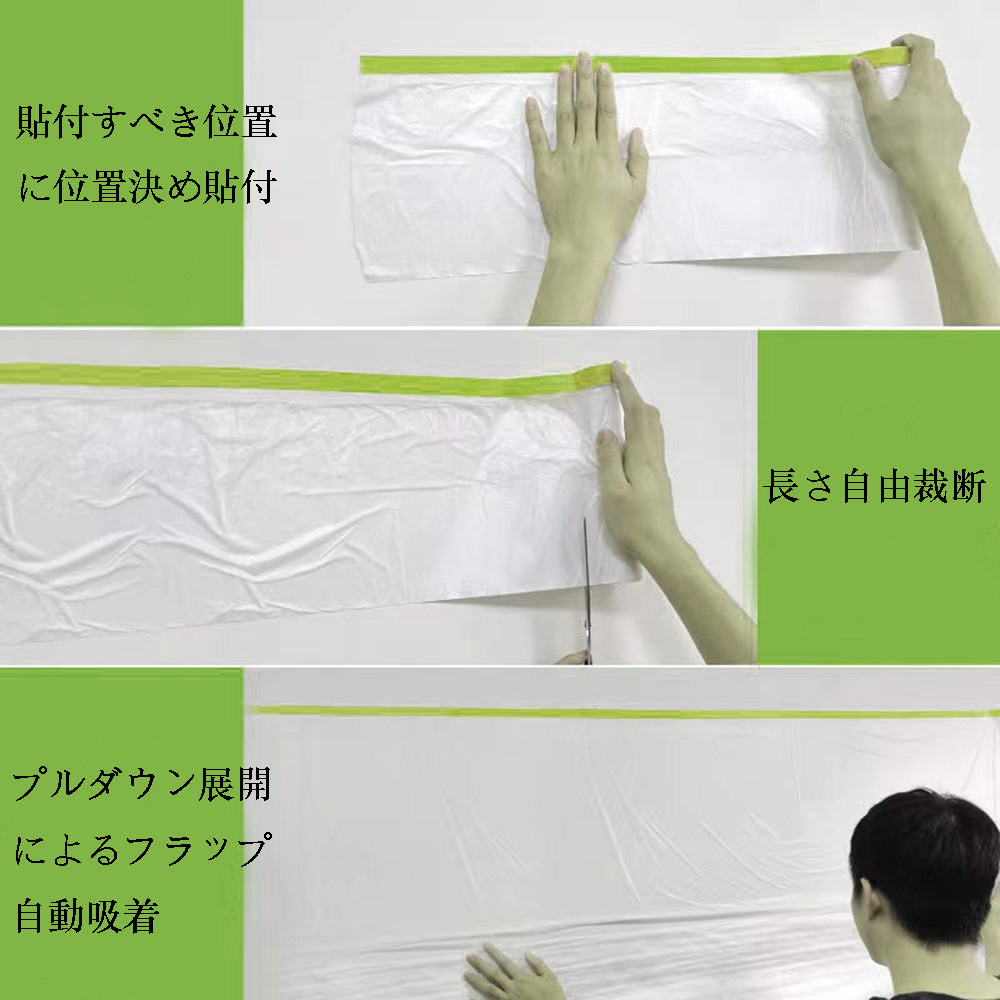 貼付すべき位置
に位置決め貼付
長さ自由裁断
プルダウン展開
によるフラップ
自動吸着